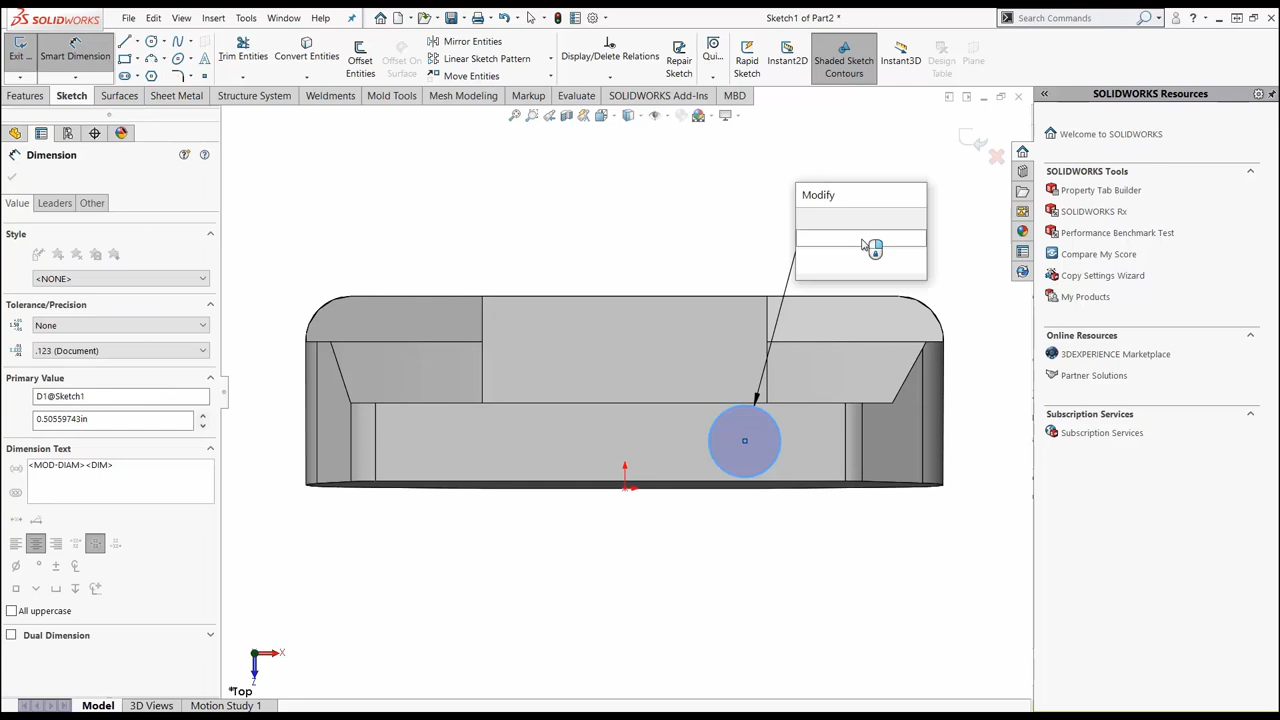 SOLIDWORKS
File
Edit
View
Insert
Tools
Window
Help
Sketch1 of Part2 *
Search Commands
Exit ...
Smart Dimension
Trim Entities
Convert Entities
Offset
Entities
Offset On
Surface
Mirror Entities
Linear Sketch Pattern
Move Entities
Display/Delete Relations
Repair
Sketch
Qui...
Rapid
Sketch
Instant2D
Shaded Sketch
Contours
Instant3D
Design
Table
Plane
Features
Sketch
Surfaces
Sheet Metal
Structure System
Weldments
Mold Tools
Mesh Modeling
Markup
Evaluate
SOLIDWORKS Add-Ins
MBD
Dimension
Value
Leaders
Other
Style
<NONE>
Tolerance/Precision
None
.123 (Document)
Primary Value
D1@Sketch1
0.50559743in
Dimension Text
<MOD-DIAM><DIM>
All uppercase
Dual Dimension
Modify
X
Z
*Top
Model
3D Views
Motion Study 1
SOLIDWORKS Resources
Welcome to SOLIDWORKS
SOLIDWORKS Tools
Property Tab Builder
SOLIDWORKS Rx
Performance Benchmark Test
Compare My Score
Copy Settings Wizard
My Products
Online Resources
3DEXPERIENCE Marketplace
Partner Solutions
Subscription Services
Subscription Services